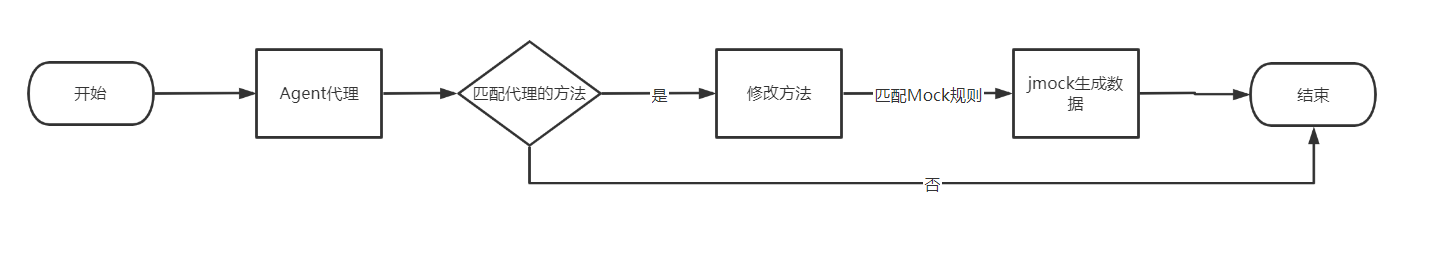 开始
Agent代理
匹配代理的方法
是
修改方法
匹配Mock规则
jmock生成数
据
结束
否